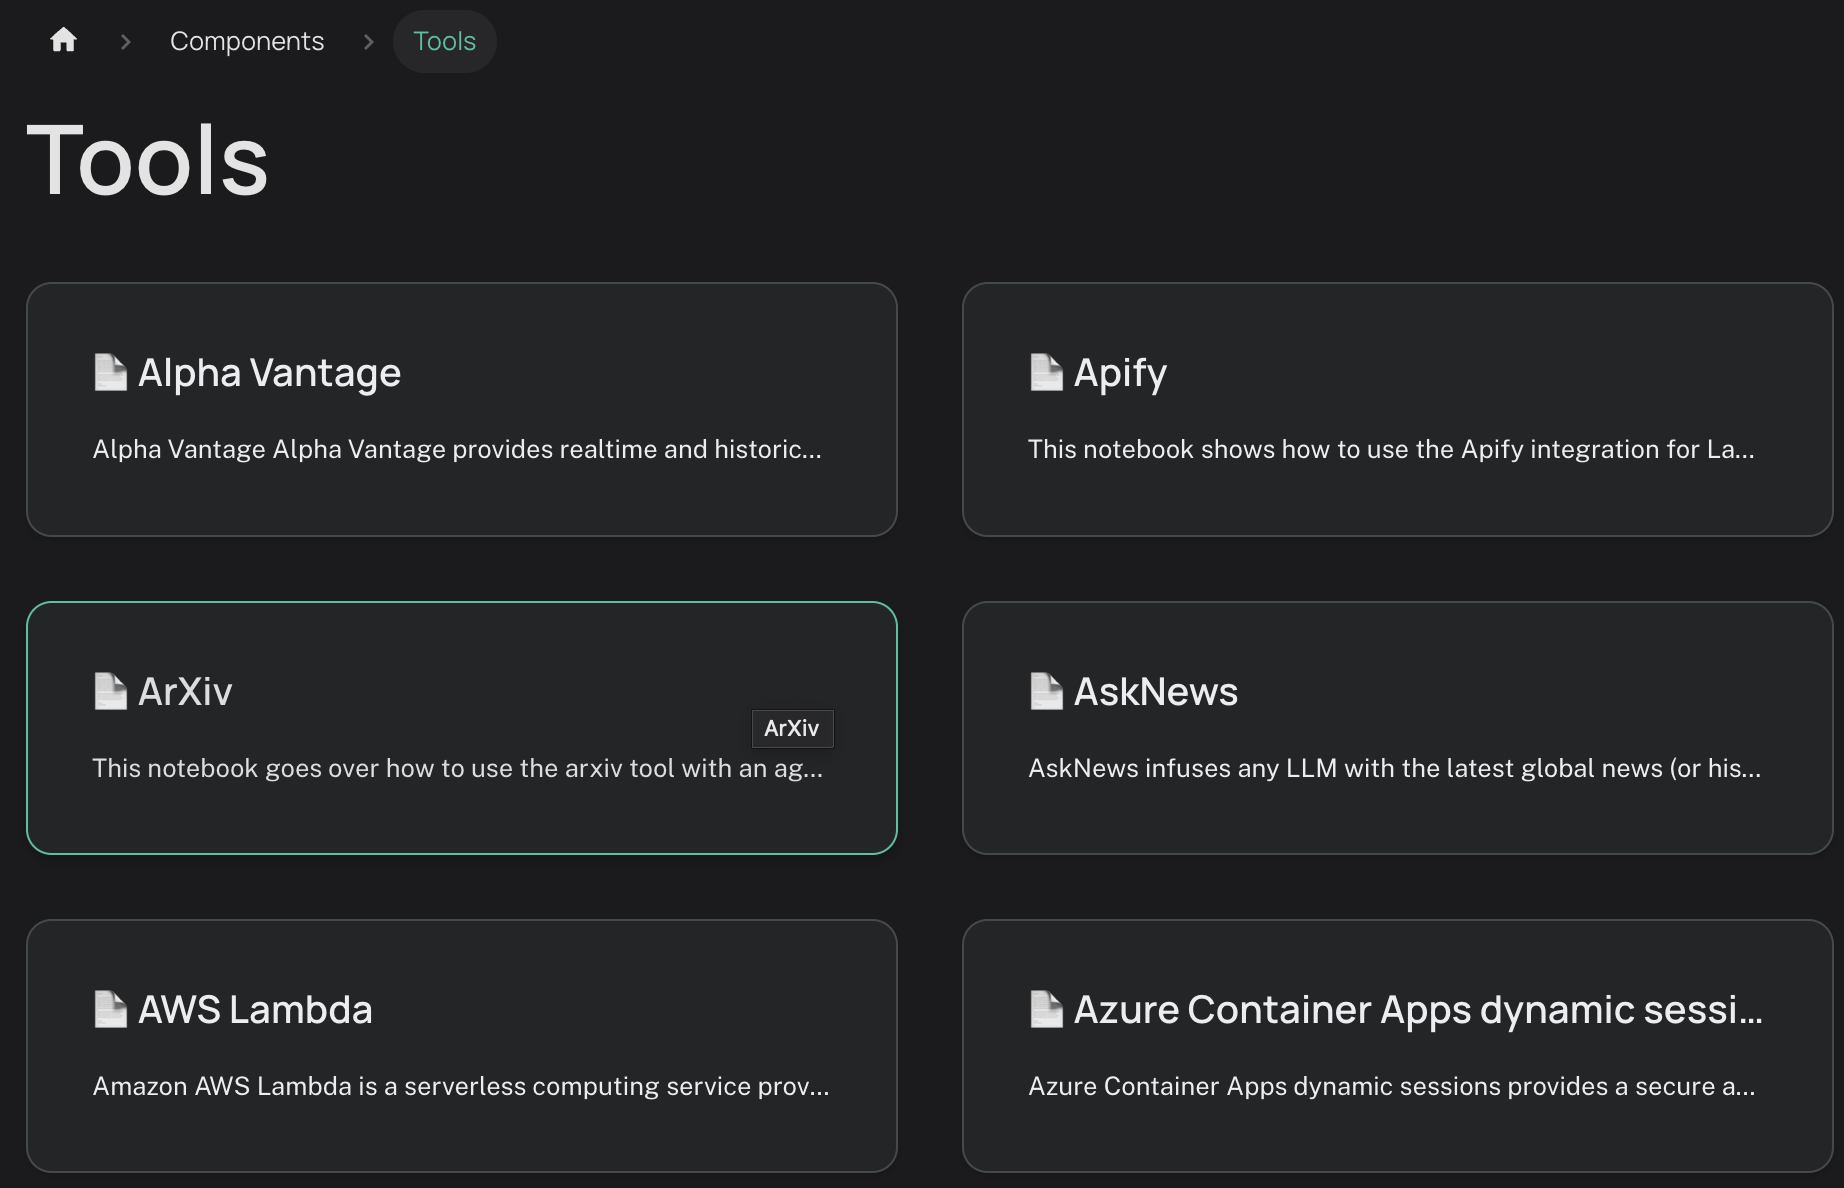 Components
Tools
Tools
Alpha Vantage
Alpha Vantage Alpha Vantage provides realtime and historic...
Apify
This notebook shows how to use the Apify integration for La...
ArXiv
ArXiv
This notebook goes over how to use the arxiv tool with an ag...
AskNews
AskNews infuses any LLM with the latest global news (or his...
AWS Lambda
Amazon AWS Lambda is a serverless computing service prov...
Azure Container Apps dynamic sessi...
Azure Container Apps dynamic sessions provides a secure a...